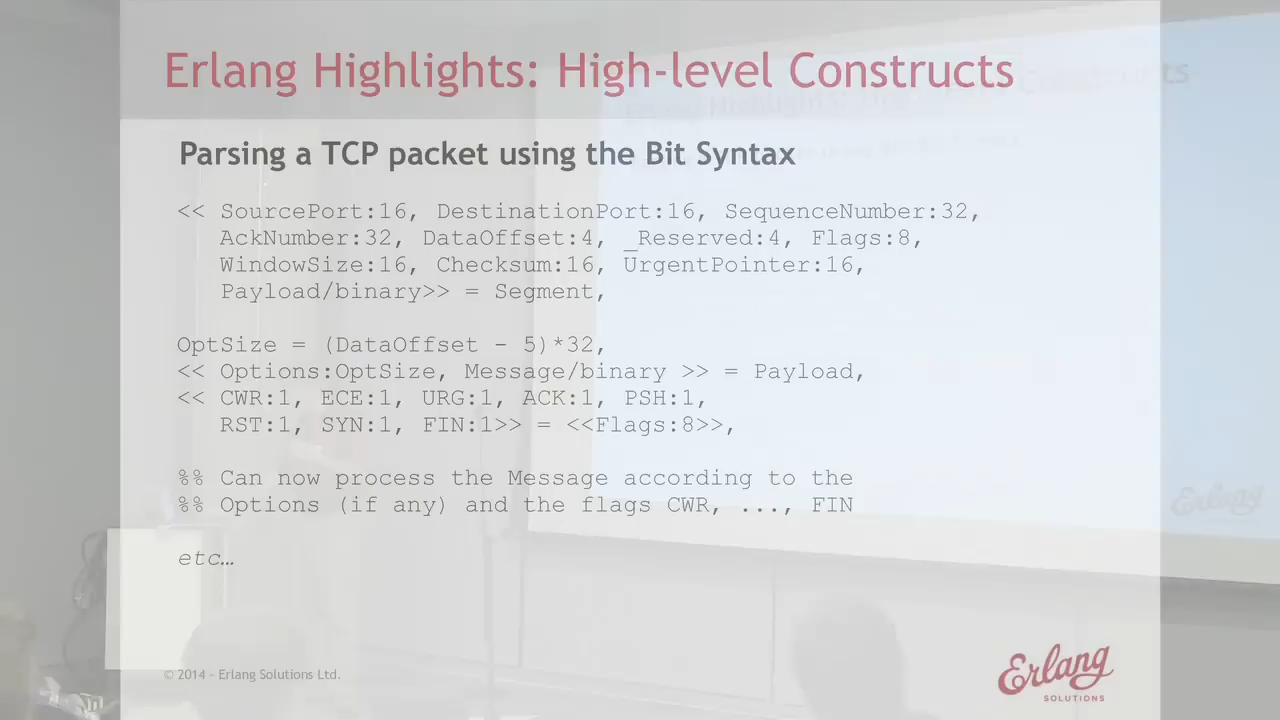 Erlang Highlights: High-level Constructs
Parsing a TCP packet using the Bit Syntax
<< SourcePort:16, DestinationPort:16, SequenceNumber:32,
AckNumber:32, DataOffset:4, _Reserved:4, Flags:8,
WindowSize:16, Checksum:16, UrgentPointer:16,
Payload/binary>> = Segment,
OptSize = (DataOffset - 5)*32,
<< Options:OptSize, Message/binary >> = Payload,
<< CWR:1, ECE:1, URG:1, ACK:1, PSH:1,
RST:1, SYN:1, FIN:1>> = <<Flags:8>>,
%% Can now process the Message according to the
%% Options (if any) and the flags CWR, ..., FIN
etc…
© 2014 - Erlang Solutions Ltd.
Erlang
SOLUTIONS
Constructs
Erlang